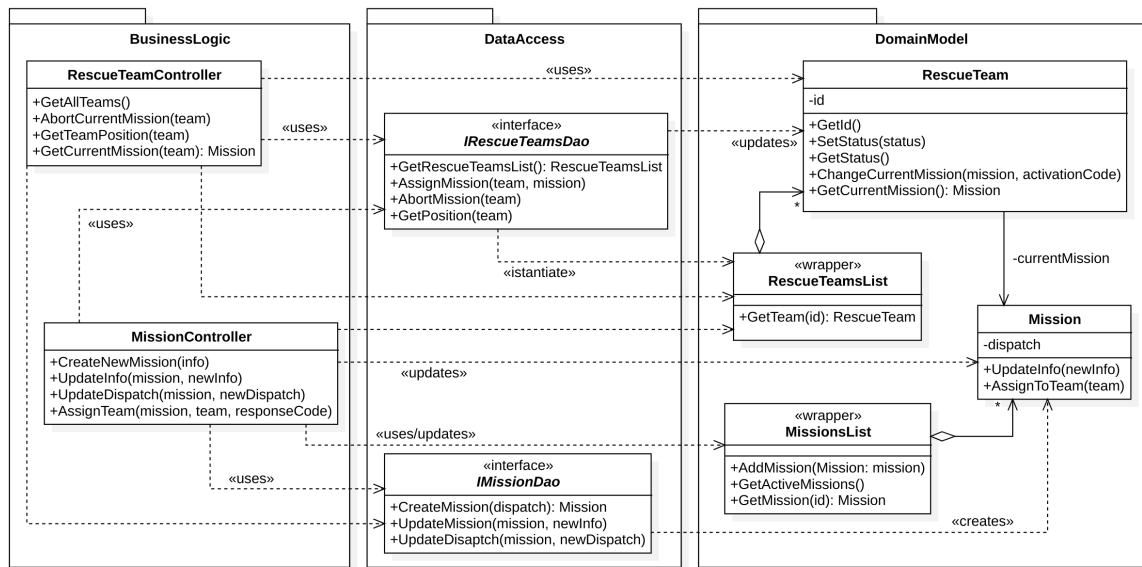 BusinessLogic
RescueTeamController
+GetAllTeams()
+AbortCurrentMission(team)
+GetTeamPosition(team)
+GetCurrentMission(team): Mission
«uses»
«uses»
«uses»
MissionController
+CreateNewMission(info)
+UpdateInfo(mission, newInfo)
+UpdateDispatch(mission, newDispatch)
+AssignTeam(mission, team, responseCode)
«uses»
DataAccess
«interface»
IRescueTeamsDao
+GetRescueTeamsList(): RescueTeamsList
+AssignMission(team, mission)
+AbortMission(team)
+GetPosition(team)
«istantiate»
«updates»
«uses/updates»
«interface»
IMissionDao
+CreateMission(dispatch): Mission
+UpdateMission(mission, newInfo)
+UpdateDisaptch(mission, newDispatch)
DomainModel
RescueTeam
-id
+GetId()
+SetStatus(status)
+GetStatus()
+ChangeCurrentMission(mission, activationCode)
+GetCurrentMission(): Mission
«updates»
*
-currentMission
«wrapper»
RescueTeamsList
+GetTeam(id): RescueTeam
Mission
-dispatch
+UpdateInfo(newInfo)
+AssignToTeam(team)
*
«wrapper»
MissionsList
+AddMission(Mission: mission)
+GetActiveMissions()
+GetMission(id): Mission
«creates»